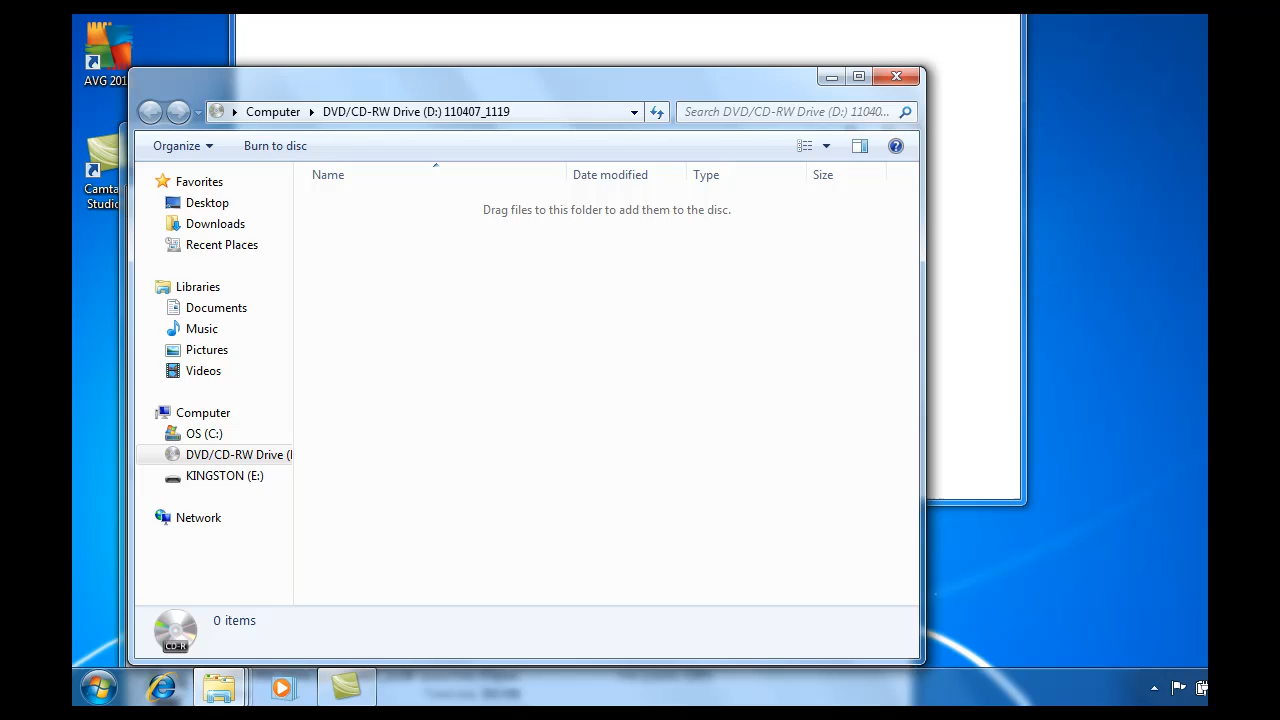 AVG 201
Camta
Studio
Computer
DVD/CD-RW Drive (D:) 110407_1119
Search DVD/CD-RW Drive (D:) 11040...
Organize
Burn to disc
Name
Date modified
Type
Size
Drag files to this folder to add them to the disc.
Favorites
Desktop
Downloads
Recent Places
Libraries
Documents
Music
Pictures
Videos
Computer
OS (C:)
DVD/CD-RW Drive (
KINGSTON (E:)
Network
CD-R
0 items